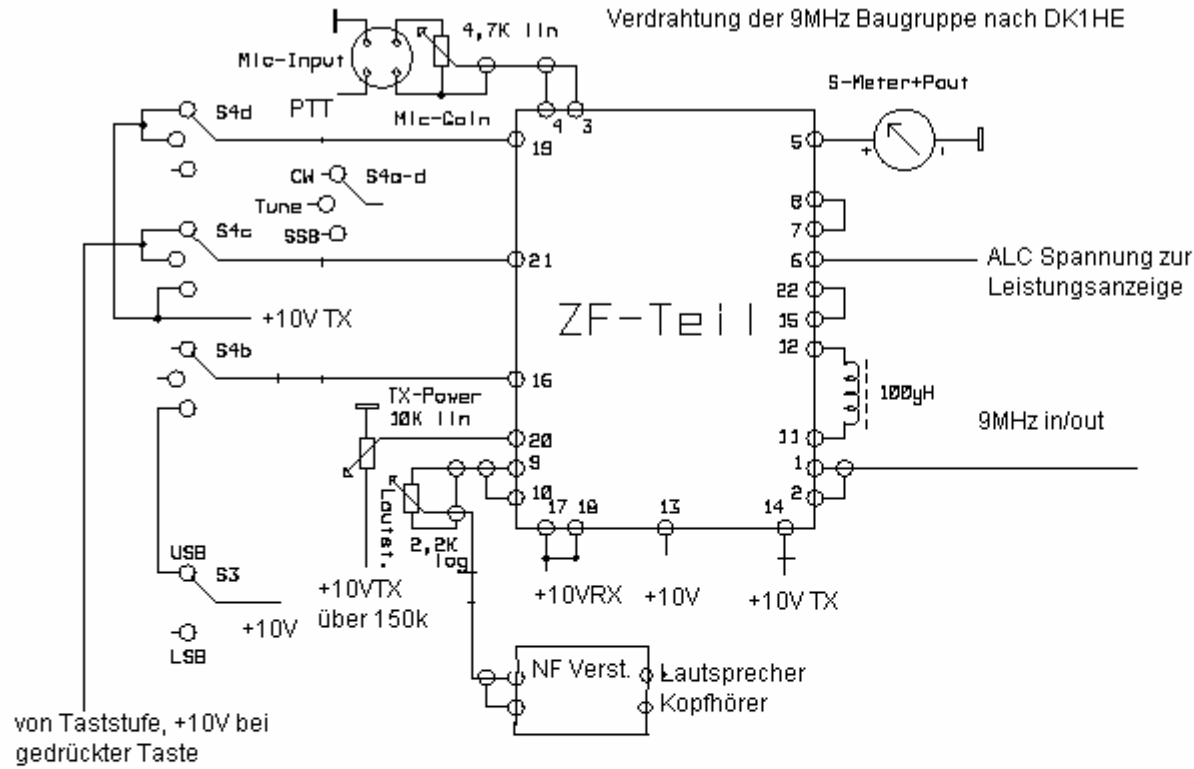 Verdrahtung der 9MHz Baugruppe nach DK1HE
4,7K lin
Mic-Input
PTT
Mic-Gain
S-Meter+Pout
S4d
4
3
19
5
+
-
CW
S4a-d
Tune
SSB
S4c
8
7
21
6
ALC Spannung zur
Leistungsanzeige
22
+10V TX
ZF-Teil
15
12
S4b
16
100yH
TX-Power
10K lin
20
11
9MHz in/out
9
1
10
2
Lautst.
2,2K
log
17
18
13
14
USB
S3
+10V
LSB
+10VTX
über 150k
+10VRX
+10V
+10V TX
NF Verst.
Lautsprecher
Kopfhörer
von Taststufe, +10V bei
gedrückter Taste